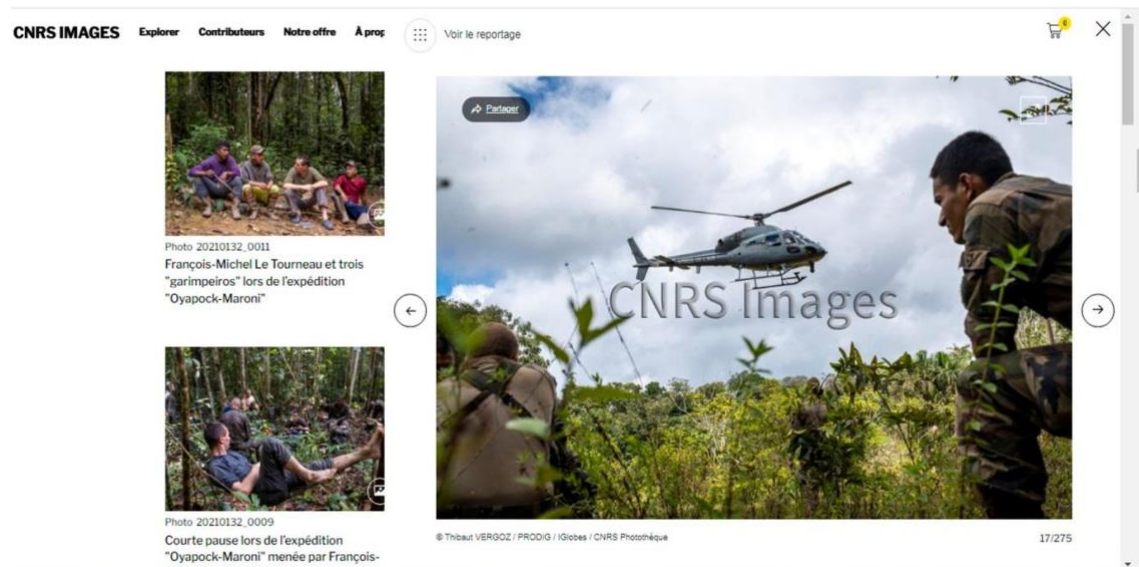 CNRS IMAGES
Explorer
Contributeurs
Notre offre
À prop
Voir le reportage
0
Partager
Photo 20210132_0011
François-Michel Le Tourneau et trois
"garimpeiros" lors de l'expédition
"Oyapock-Maroni"
Photo 20210132_0009
Courte pause lors de l'expédition
"Oyapock-Maroni" menée par François-
CNRS Images
© Thibaut VERGOZ / PRODIG / IGlobes / CNRS Photothèque
17/275